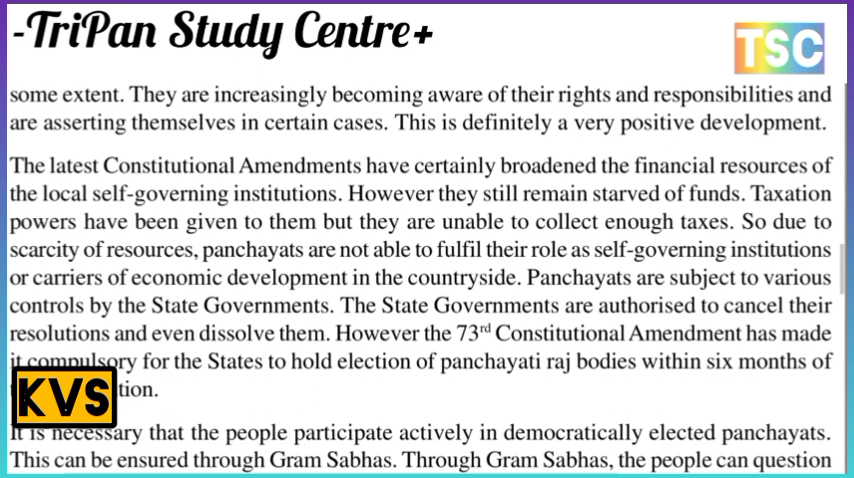 -TriPan Study Centre+
TSC
some extent. They are increasingly becoming aware of their rights and responsibilities and
are asserting themselves in certain cases. This is definitely a very positive development.
The latest Constitutional Amendments have certainly broadened the financial resources of
the local self-governing institutions. However they still remain starved of funds. Taxation
powers have been given to them but they are unable to collect enough taxes. So due to
scarcity of resources, panchayats are not able to fulfil their role as self-governing institutions
or carriers of economic development in the countryside. Panchayats are subject to various
controls by the State Governments. The State Governments are authorised to cancel their
resolutions and even dissolve them. However the 73rd Constitutional Amendment has made
it compulsory for the States to hold election of panchayati raj bodies within six months of
tion.
KVS
It is necessary that the people participate actively in democratically elected panchayats.
This can be ensured through Gram Sabhas. Through Gram Sabhas, the people can question